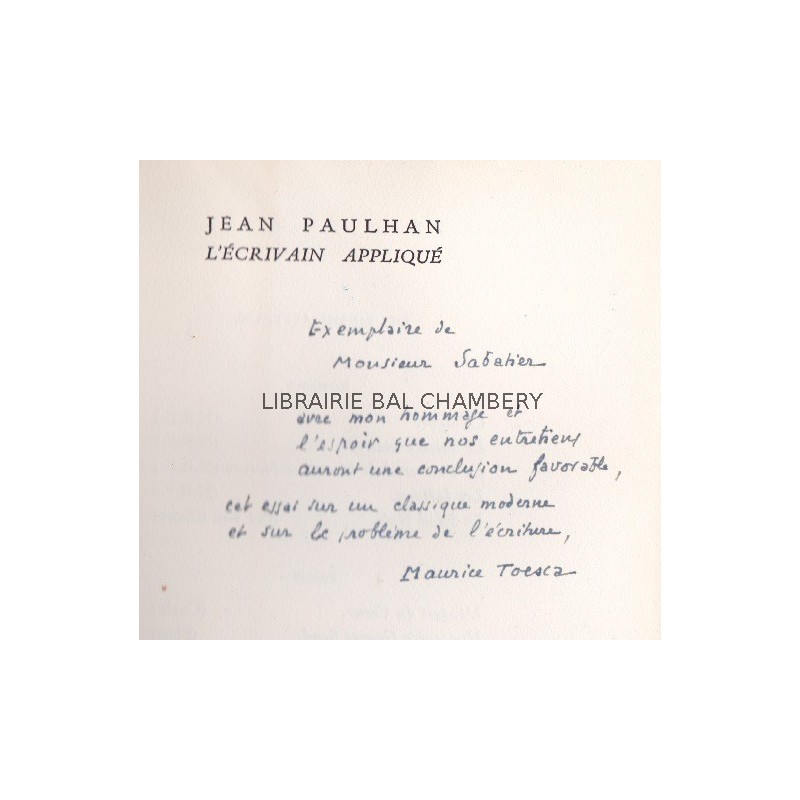 JEAN PAULHAN
L'ÉCRIVAIN APPLIQUÉ
Exemplaire de
Monsieur Sabatier
LIBRAIRIE BAL CHAMBERY
avec mon hommage et
l'espoir que nos entretiens
auront une conclusion favorable,
cet essai sur un classique moderne
et sur le problème de l'écriture,
Maurice Toesca